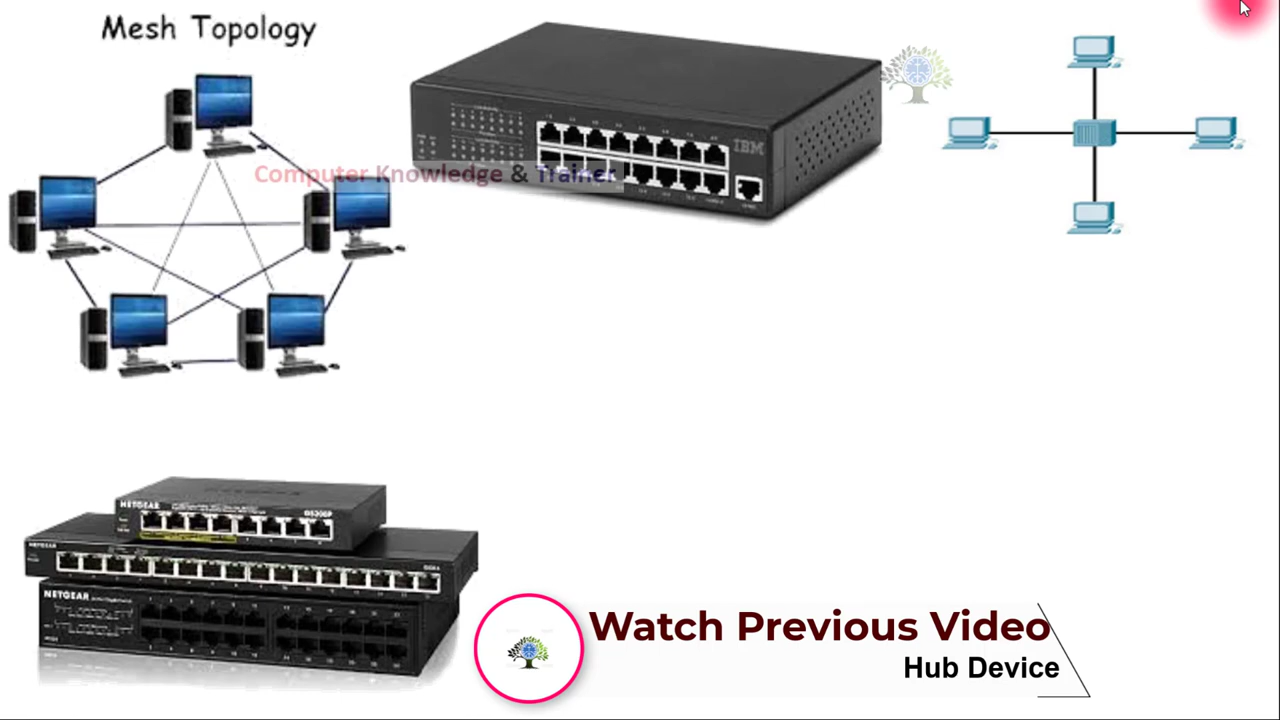 Mesh Topology
IBM
Computer Knowledge & Trainer
NETGEAR
NETGEAR
NETGEAR
Watch Previous Video
Hub Device